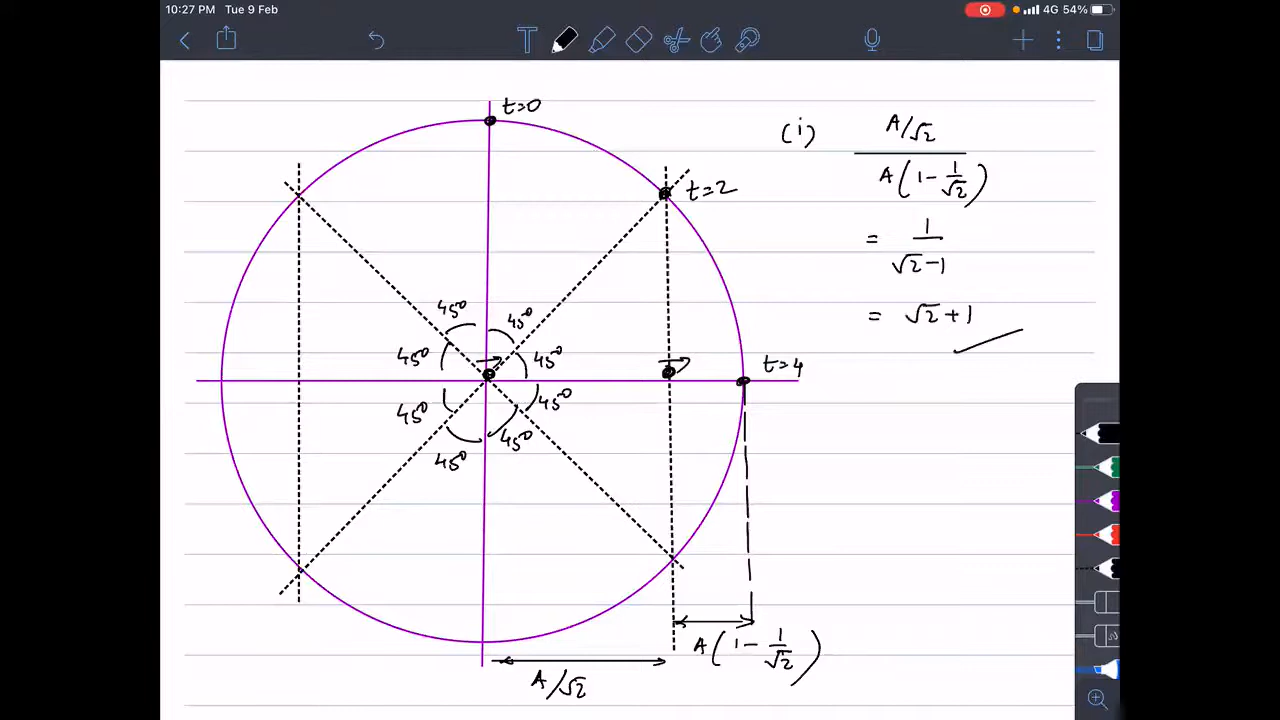 10:27 PM Tue 9 Feb
4G 54%
T
t=0
(i) A/√2
A(1 - 1/√2)
t=2
= 1
√2-1
= √2+1
45° 45°
45° 45°
t=4
45° 45°
45° 45°
A(1 - 1/√2)
A/√2